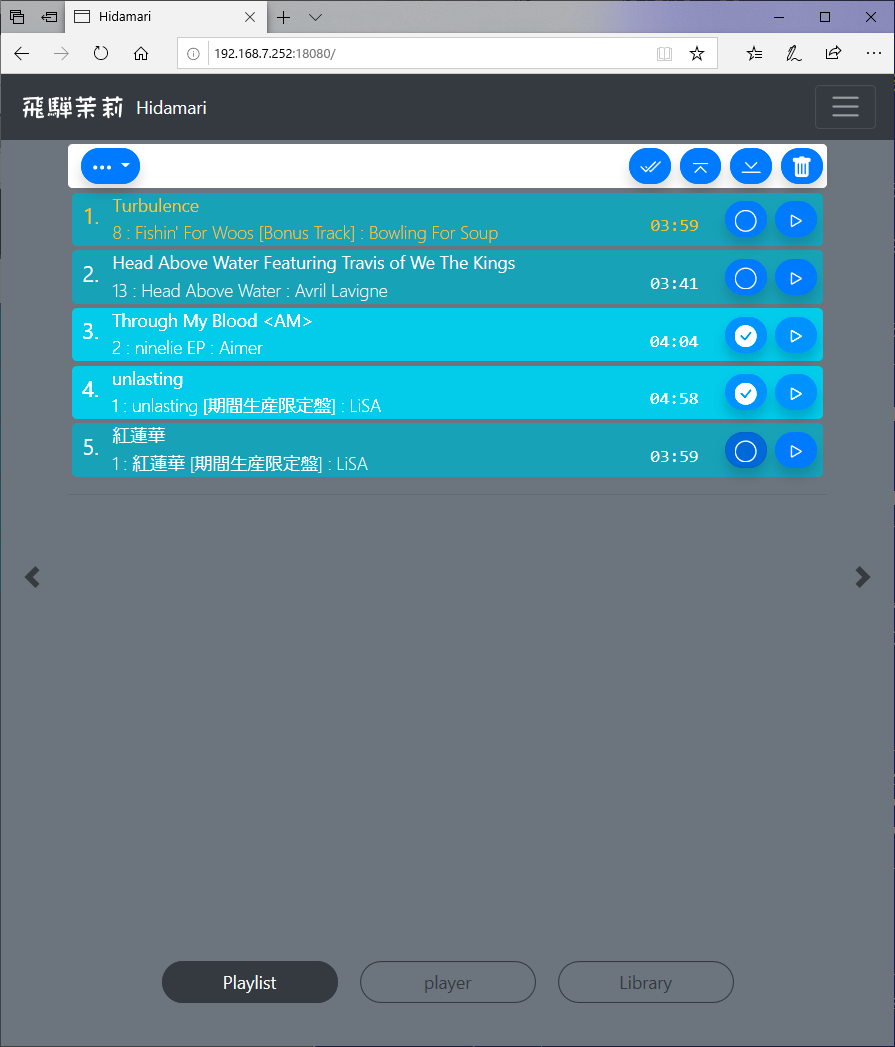 Hidamari
192.168.7.252:18080/
飛騨茉莉 Hidamari
1. Turbulence
8 : Fishin' For Woos [Bonus Track] : Bowling For Soup
03:59
2. Head Above Water Featuring Travis of We The Kings
13 : Head Above Water : Avril Lavigne
03:41
3. Through My Blood <AM>
2 : ninelie EP : Aimer
04:04
4. unlasting
1 : unlasting [期間生産限定盤] : LiSA
04:58
5. 紅蓮華
1 : 紅蓮華 [期間生産限定盤] : LiSA
03:59
Playlist player Library